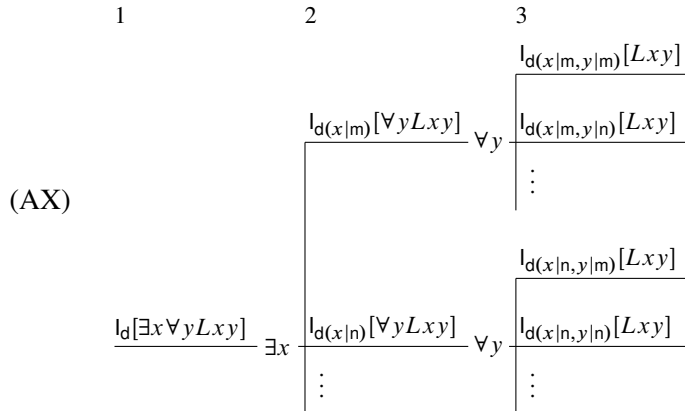 1 2 3
I_d(x|m,y|m)[Lxy]
I_d(x|m)[∀yLxy] ∀y I_d(x|m,y|n)[Lxy]
⋮
(AX)
I_d(x|n,y|m)[Lxy]
I_d[∃x∀yLxy] ∃x I_d(x|n)[∀yLxy] ∀y I_d(x|n,y|n)[Lxy]
⋮ ⋮